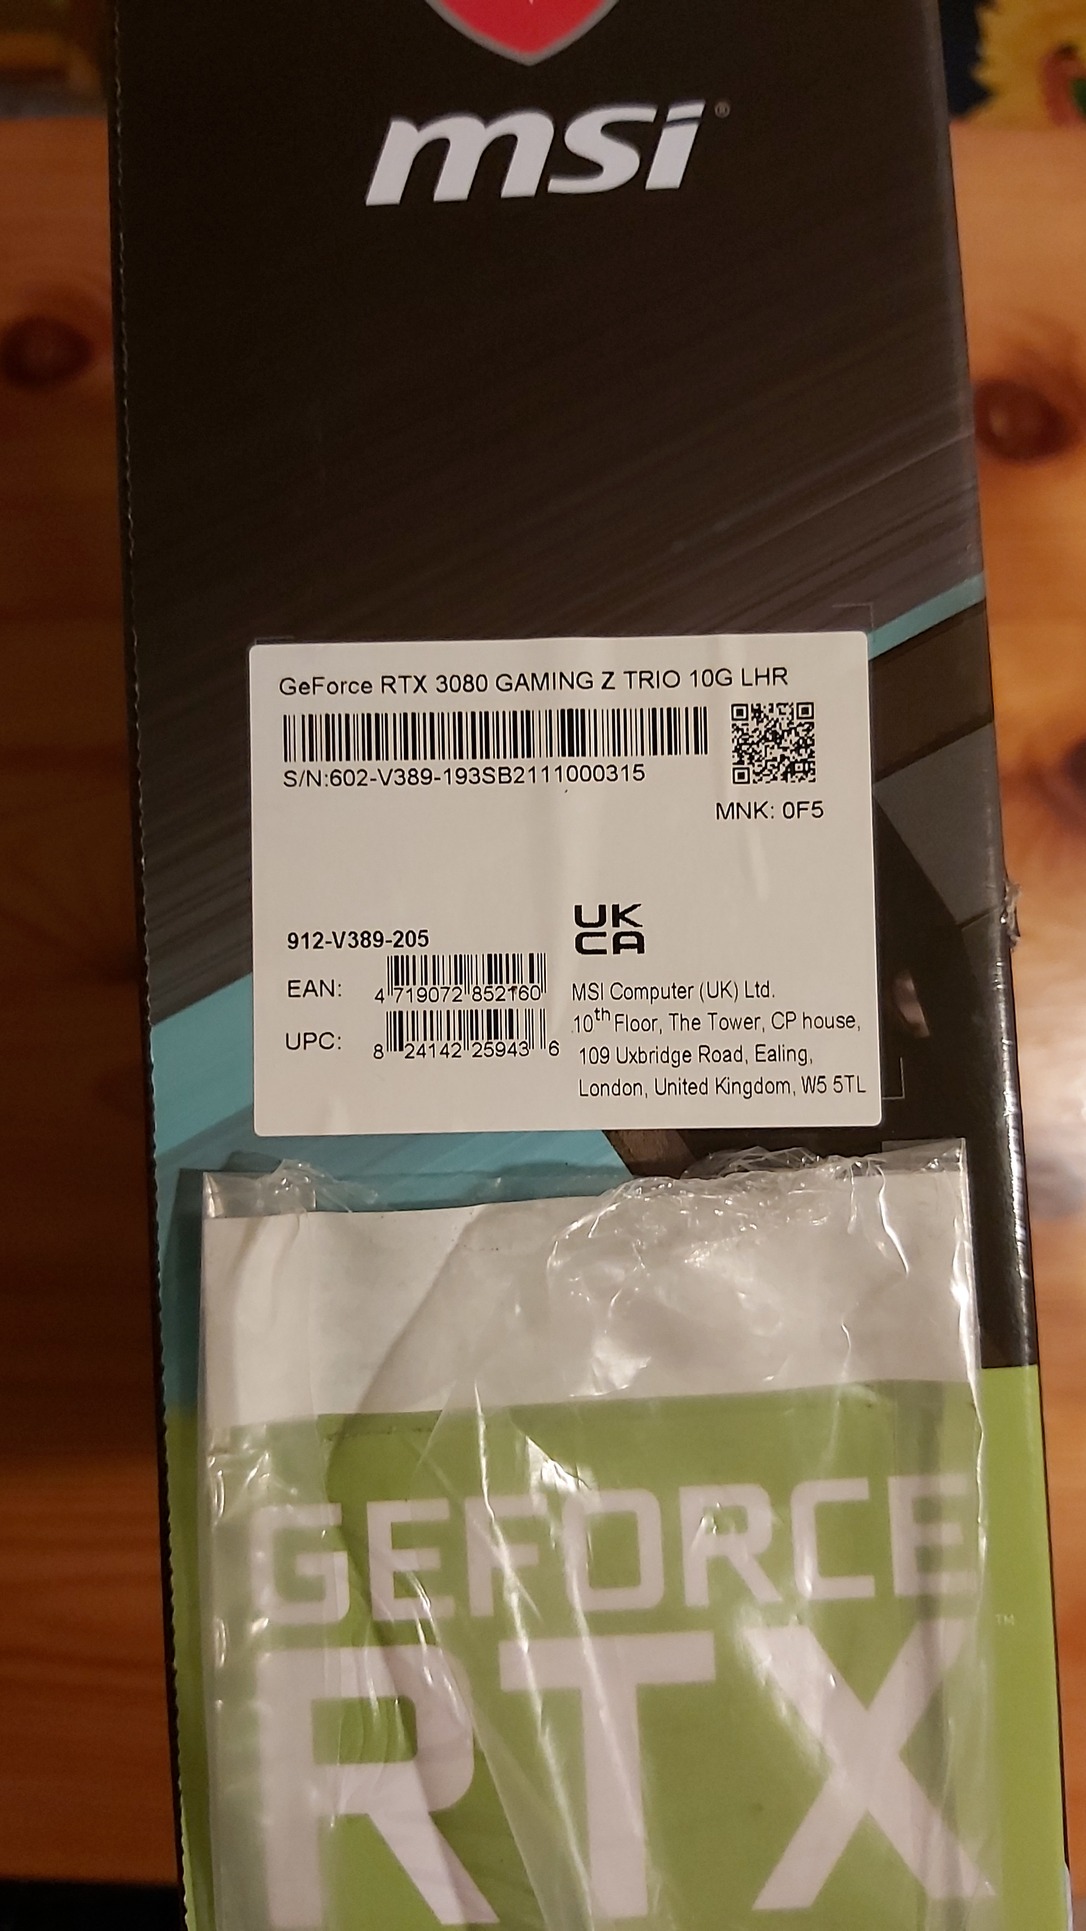 msi®
GeForce RTX 3080 GAMING Z TRIO 10G LHR
S/N:602-V389-193SB2111000315
MNK: 0F5
912-V389-205
UK
CA
EAN: 4 719072 852160
UPC: 8 24142 25943 6
MSI Computer (UK) Ltd.
10th Floor, The Tower, CP house,
109 Uxbridge Road, Ealing,
London, United Kingdom, W5 5TL
GEFORCE
RTX™